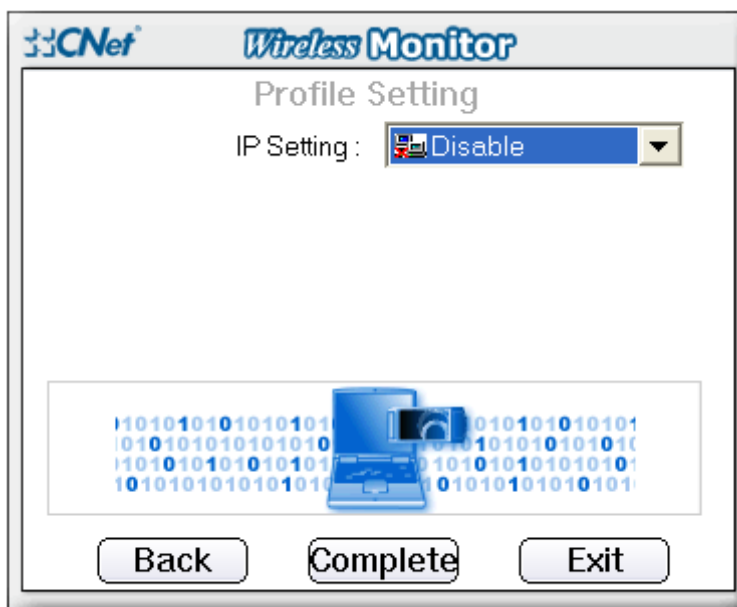 CNet Wireless Monitor
Profile Setting
IP Setting : Disable
Back Complete Exit